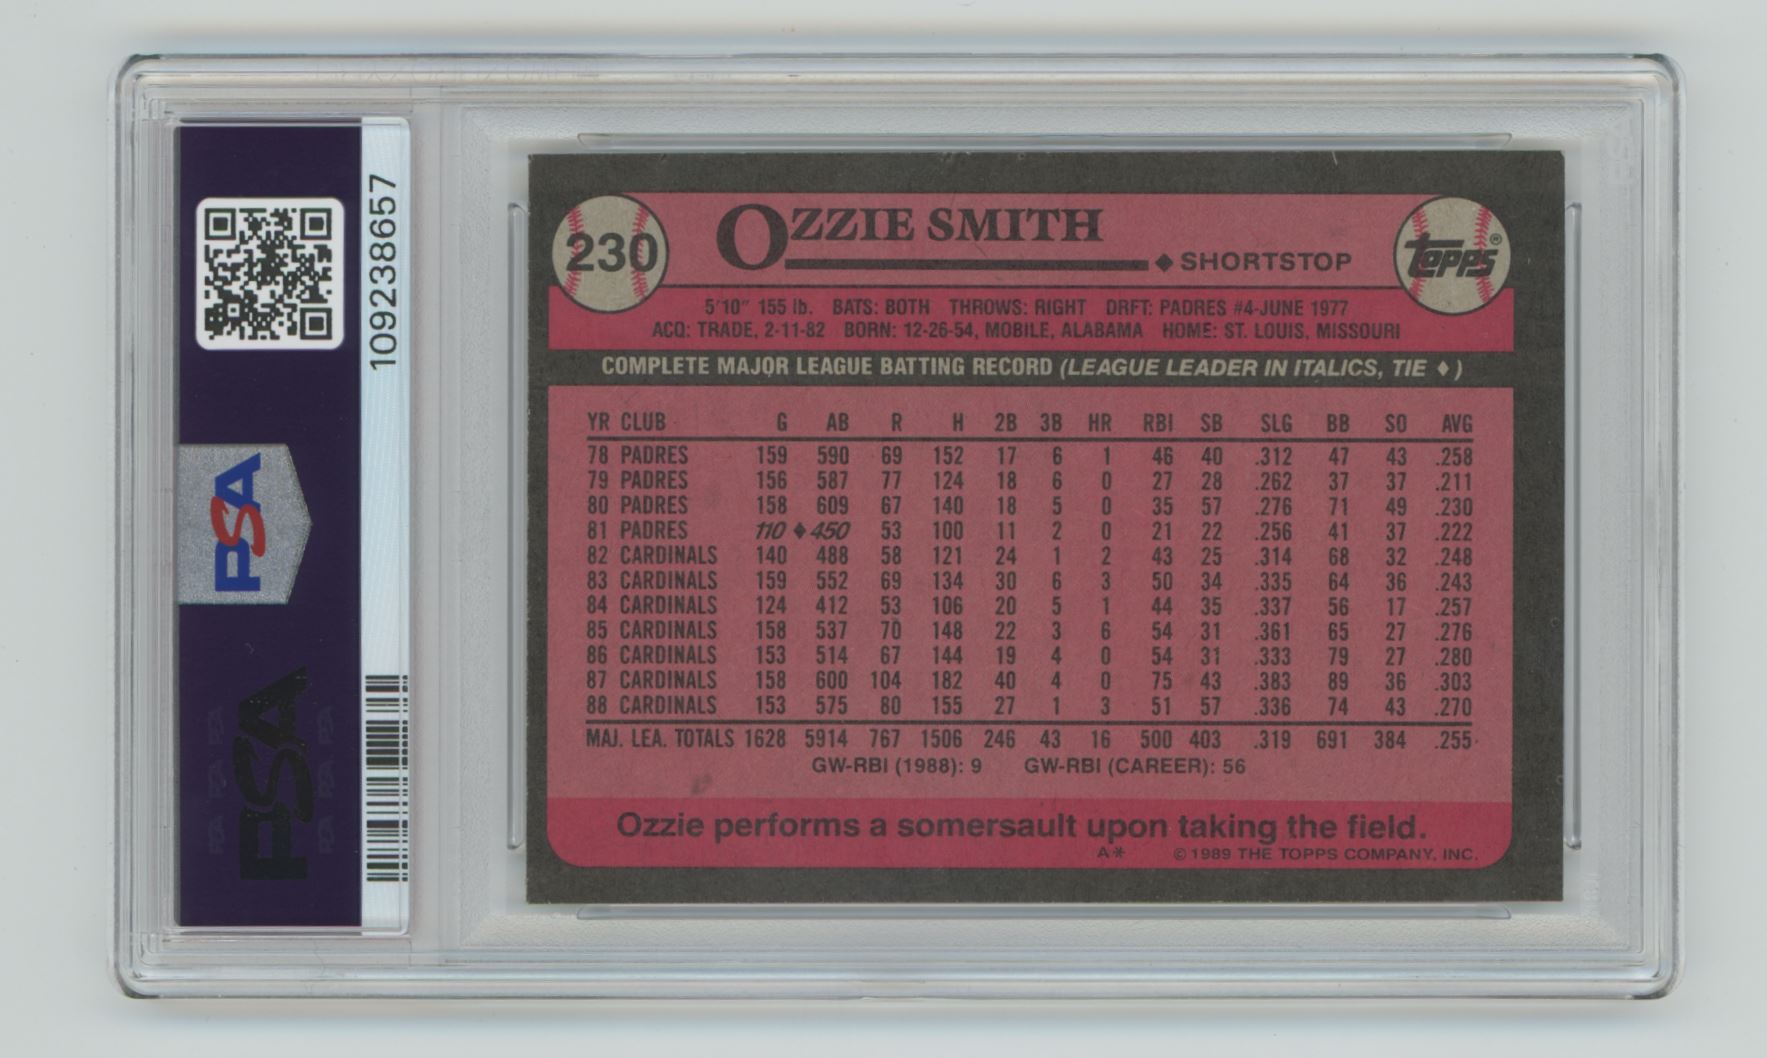 109238657
PSA
PSA
230
OZZIE SMITH
♦ SHORTSTOP
TOPPS®
5'10" 155 lb. BATS: BOTH THROWS: RIGHT DRFT: PADRES #4-JUNE 1977
ACQ: TRADE, 2-11-82 BORN: 12-26-54, MOBILE, ALABAMA HOME: ST. LOUIS, MISSOURI
COMPLETE MAJOR LEAGUE BATTING RECORD (LEAGUE LEADER IN ITALICS, TIE ♦)
YR CLUB G AB R H 2B 3B HR RBI SB SLG BB SO AVG
78 PADRES 159 590 69 152 17 6 1 46 40 .312 47 43 .258
79 PADRES 156 587 77 124 18 6 0 27 28 .262 37 37 .211
80 PADRES 158 609 67 140 18 5 0 35 57 .276 71 49 .230
81 PADRES 110 ♦450 53 100 11 2 0 21 22 .256 41 37 .222
82 CARDINALS 140 488 58 121 24 1 2 43 25 .314 68 32 .248
83 CARDINALS 159 552 69 134 30 6 3 50 34 .335 64 36 .243
84 CARDINALS 124 412 53 106 20 5 1 44 35 .337 56 17 .257
85 CARDINALS 158 537 70 148 22 3 6 54 31 .361 65 27 .276
86 CARDINALS 153 514 67 144 19 4 0 54 31 .333 79 27 .280
87 CARDINALS 158 600 104 182 40 4 0 75 43 .383 89 36 .303
88 CARDINALS 153 575 80 155 27 1 3 51 57 .336 74 43 .270
MAJ. LEA. TOTALS 1628 5914 767 1506 246 43 16 500 403 .319 691 384 .255
GW-RBI (1988): 9 GW-RBI (CAREER): 56
Ozzie performs a somersault upon taking the field.
A* © 1989 THE TOPPS COMPANY, INC.